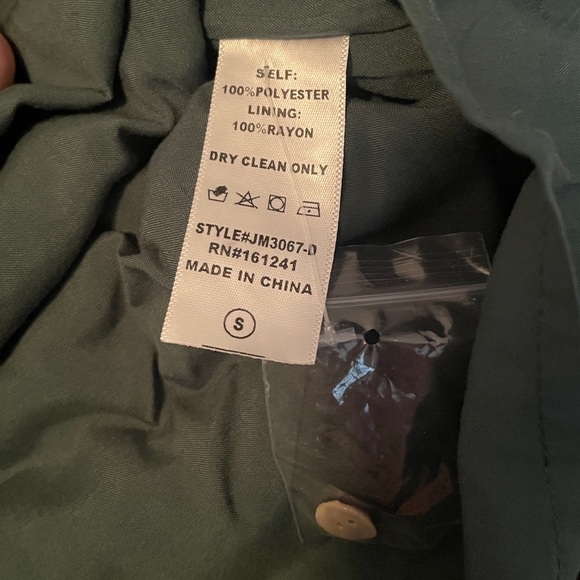 SELF:
100%POLYESTER
LINING:
100%RAYON
DRY CLEAN ONLY
STYLE#JM3067-D
RN#161241
MADE IN CHINA
S